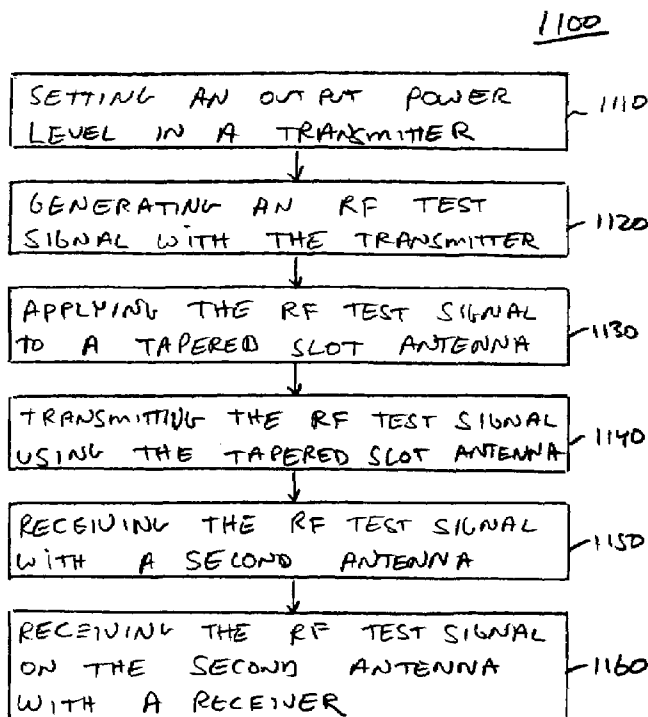 1100
SETTING AN OUTPUT POWER
LEVEL IN A TRANSMITTER
1110
GENERATING AN RF TEST
SIGNAL WITH THE TRANSMITTER
1120
APPLYING THE RF TEST SIGNAL
TO A TAPERED SLOT ANTENNA
1130
TRANSMITTING THE RF TEST SIGNAL
USING THE TAPERED SLOT ANTENNA
1140
RECEIVING THE RF TEST SIGNAL
WITH A SECOND ANTENNA
1150
RECEIVING THE RF TEST SIGNAL
ON THE SECOND ANTENNA
WITH A RECEIVER
1160